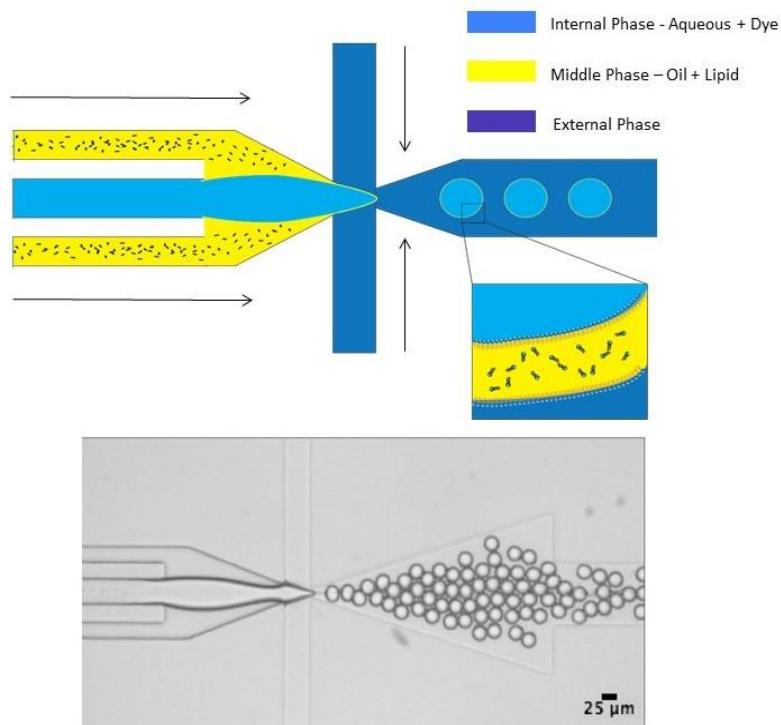 Internal Phase - Aqueous + Dye
Middle Phase – Oil + Lipid
External Phase
25 µm